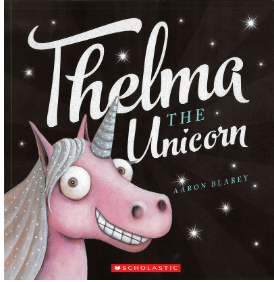 Thelma
THE
Unicorn
AARON BLABEY
SCHOLASTIC